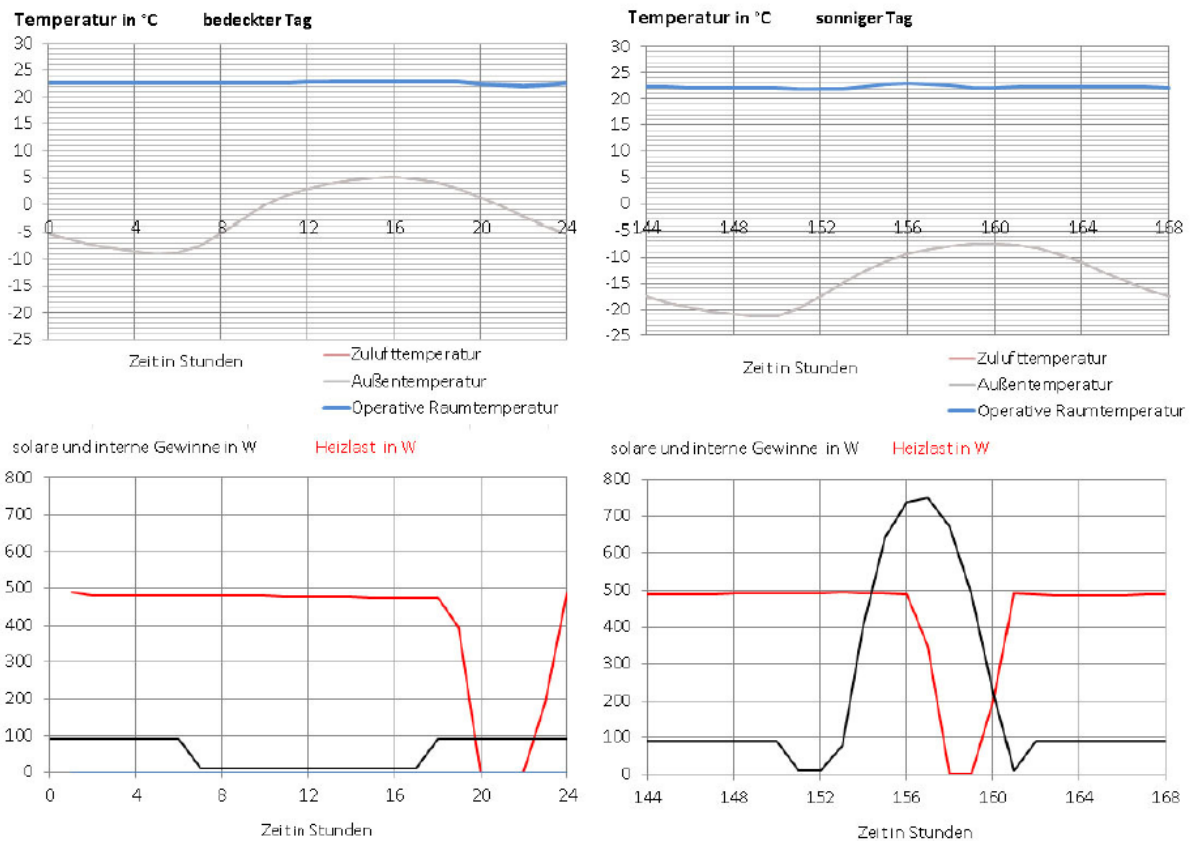 Temperatur in °C bedeckter Tag
30
25
20
15
10
5
0
-5
-10
-15
-20
-25
0 4 8 12 16 20 24
Zeit in Stunden
Zulufttemperatur
Außentemperatur
Operative Raumtemperatur
Temperatur in °C sonniger Tag
30
25
20
15
10
5
0
-5
-10
-15
-20
-25
144 148 152 156 160 164 168
Zeit in Stunden
Zulufttemperatur
Außentemperatur
Operative Raumtemperatur
solare und interne Gewinne in W Heizlast in W
800
700
600
500
400
300
200
100
0
0 4 8 12 16 20 24
Zeit in Stunden
solare und interne Gewinne in W Heizlast in W
800
700
600
500
400
300
200
100
0
144 148 152 156 160 164 168
Zeit in Stunden